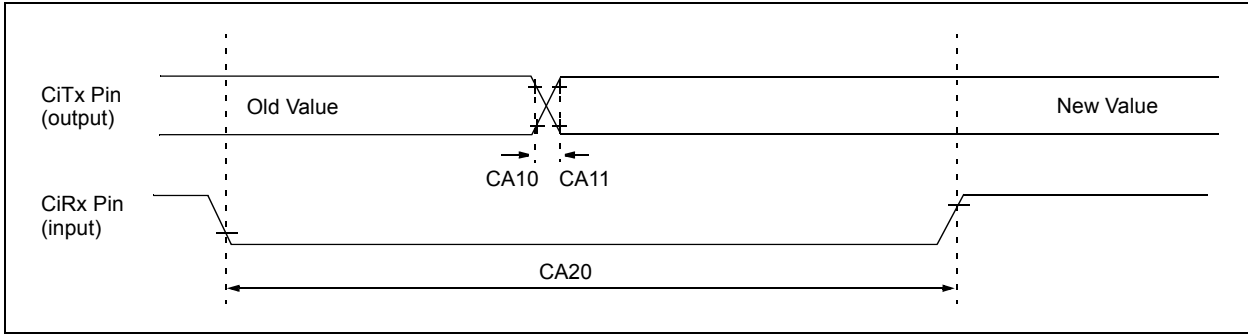 CiTx Pin
(output)
Old Value
New Value
CA10 CA11
CiRx Pin
(input)
CA20